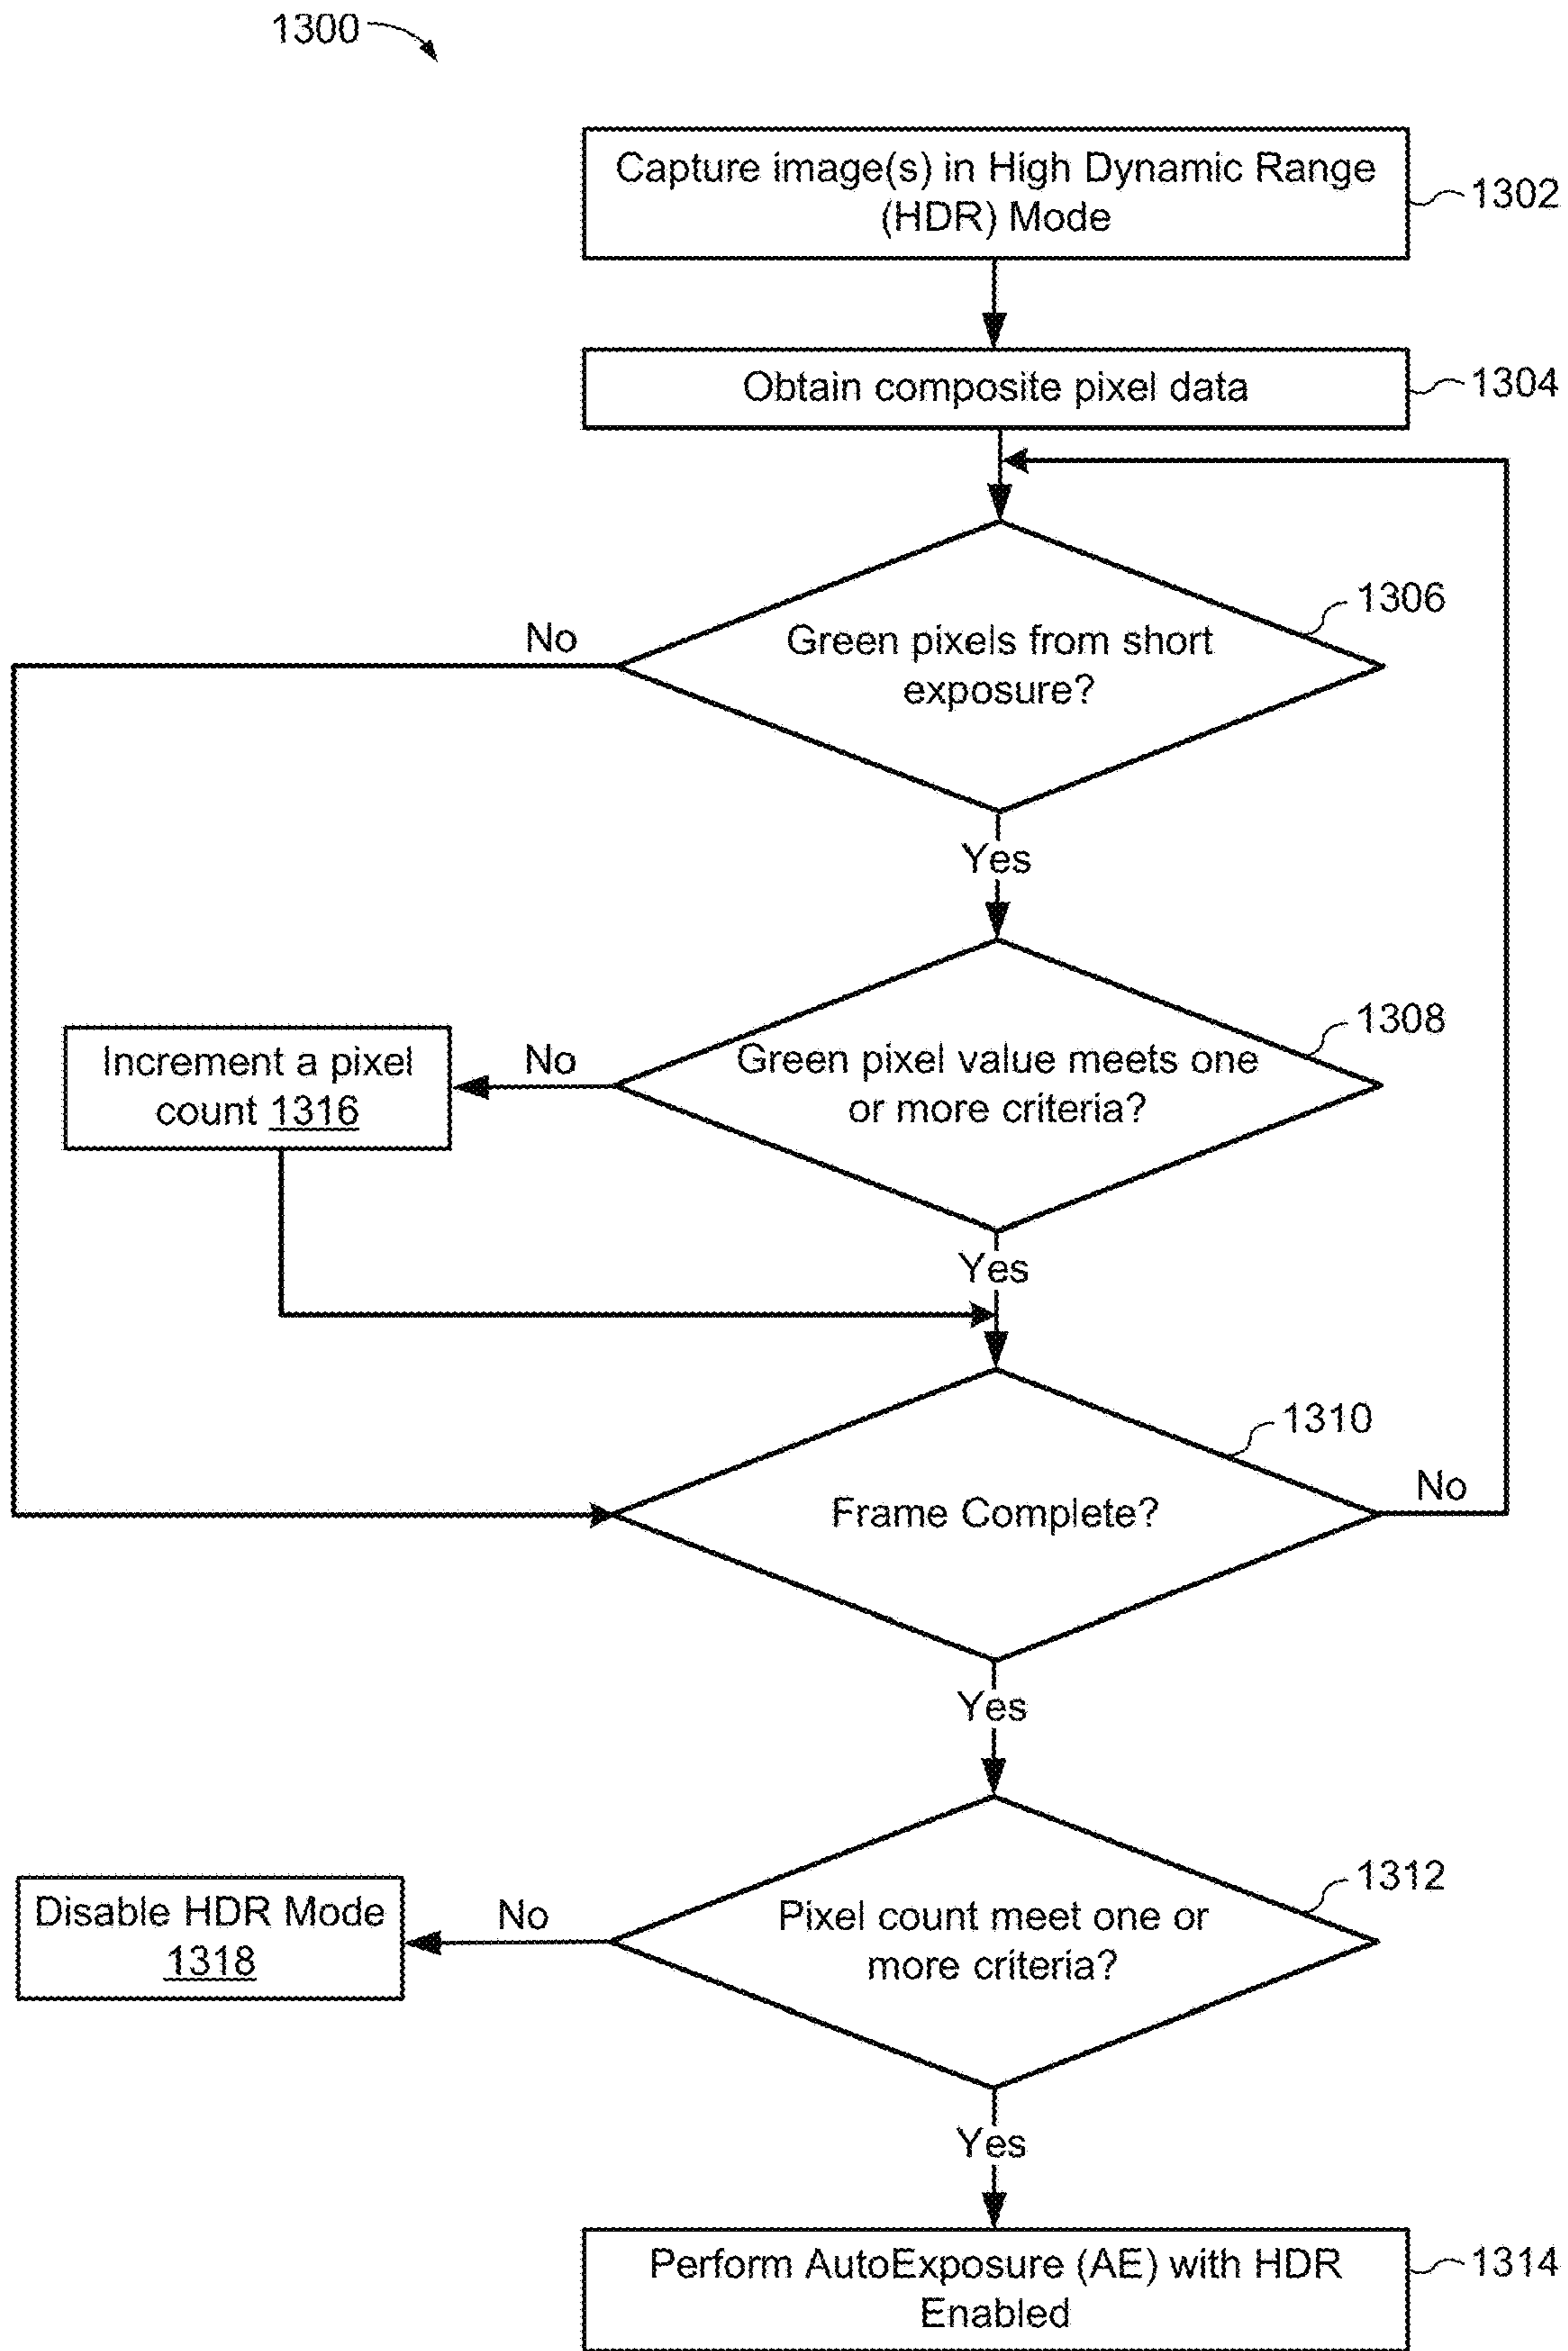 1300
Capture image(s) in High Dynamic Range
(HDR) Mode
1302
Obtain composite pixel data
1304
1306
No
Green pixels from short
exposure?
Yes
1308
Increment a pixel
count 1316
No
Green pixel value meets one
or more criteria?
Yes
1310
Frame Complete?
No
Yes
1312
Disable HDR Mode
1318
No
Pixel count meet one or
more criteria?
Yes
Perform AutoExposure (AE) with HDR
Enabled
1314